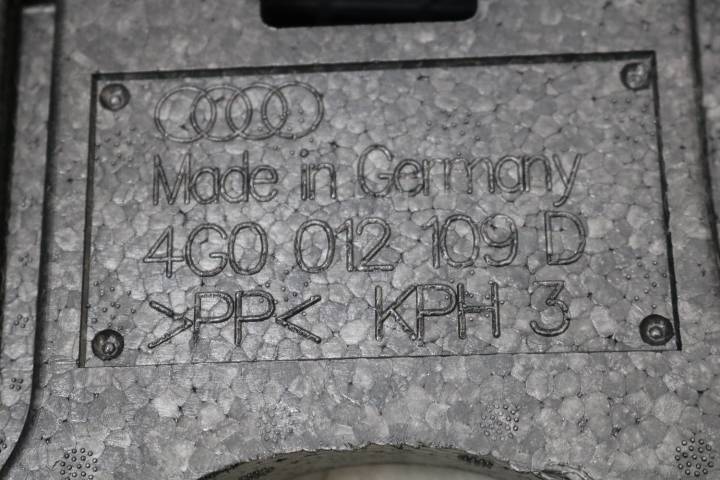 Made in Germany
4G0 012 109 D
>PP< KPH 3